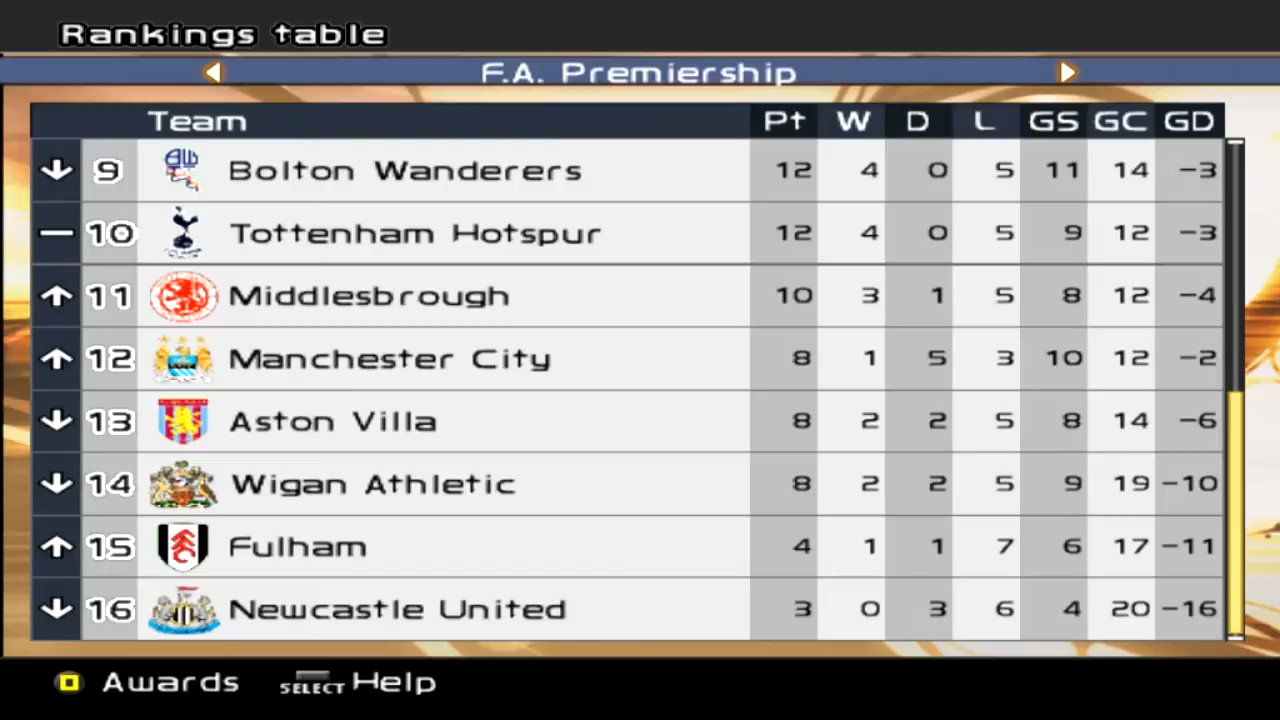 Rankings table
F.A. Premiership
Team Pt W D L GS GC GD
9 Bolton Wanderers 12 4 0 5 11 14 -3
10 Tottenham Hotspur 12 4 0 5 9 12 -3
11 Middlesbrough 10 3 1 5 8 12 -4
12 Manchester City 8 1 5 3 10 12 -2
13 Aston Villa 8 2 2 5 8 14 -6
14 Wigan Athletic 8 2 2 5 9 19 -10
15 Fulham 4 1 1 7 6 17 -11
16 Newcastle United 3 0 3 6 4 20 -16
Awards SELECT Help